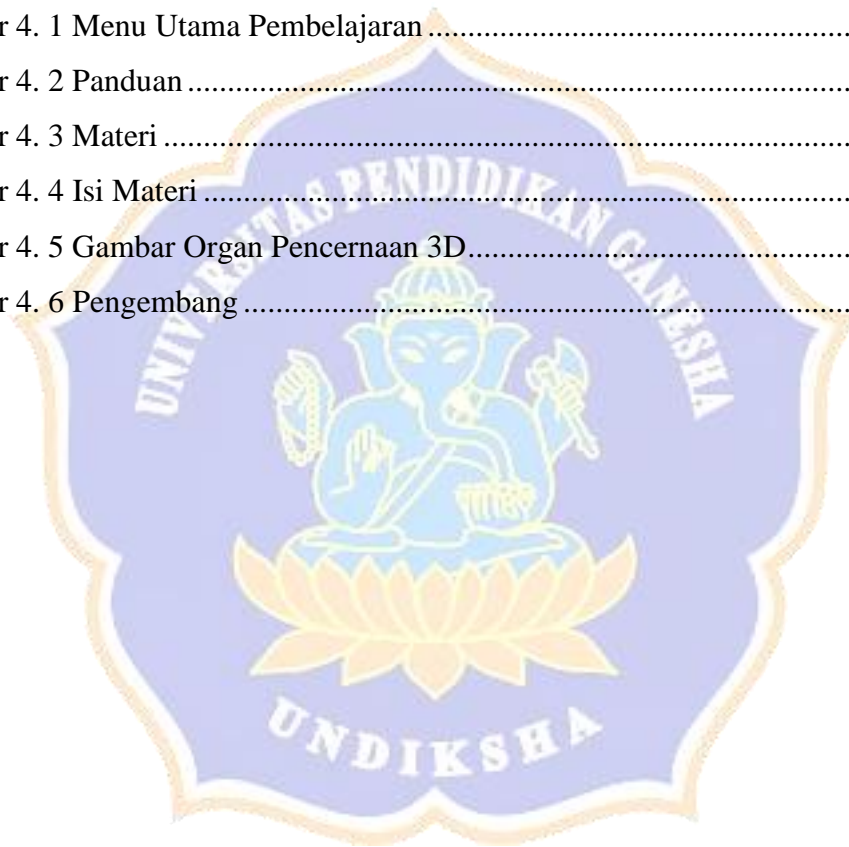 r 4. 1 Menu Utama Pembelajaran ........................................................
r 4. 2 Panduan ....................................................................................
r 4. 3 Materi .......................................................................................
r 4. 4 Isi Materi ..................................................................................
r 4. 5 Gambar Organ Pencernaan 3D..................................................
r 4. 6 Pengembang .............................................................................
UNIVERSITAS PENDIDIKAN GANESHA
UNDIKSHA